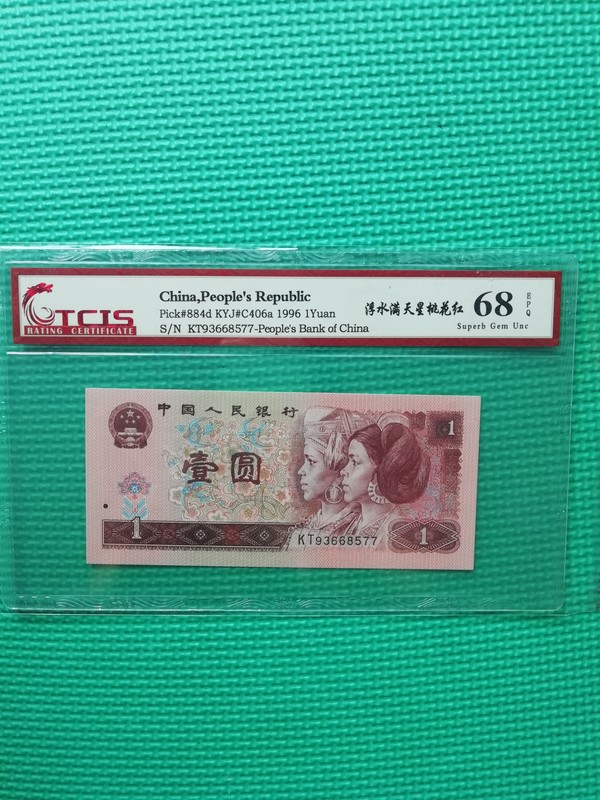 TCIS
RATING CERTIFICATE
China,People's Republic
Pick#884d KYJ#C406a 1996 1Yuan
S/N KT93668577-People's Bank of China
浮水满天星桃花红
68
EPQ
Superb Gem Unc
中国人民银行
壹圆
1
1
KT93668577
1